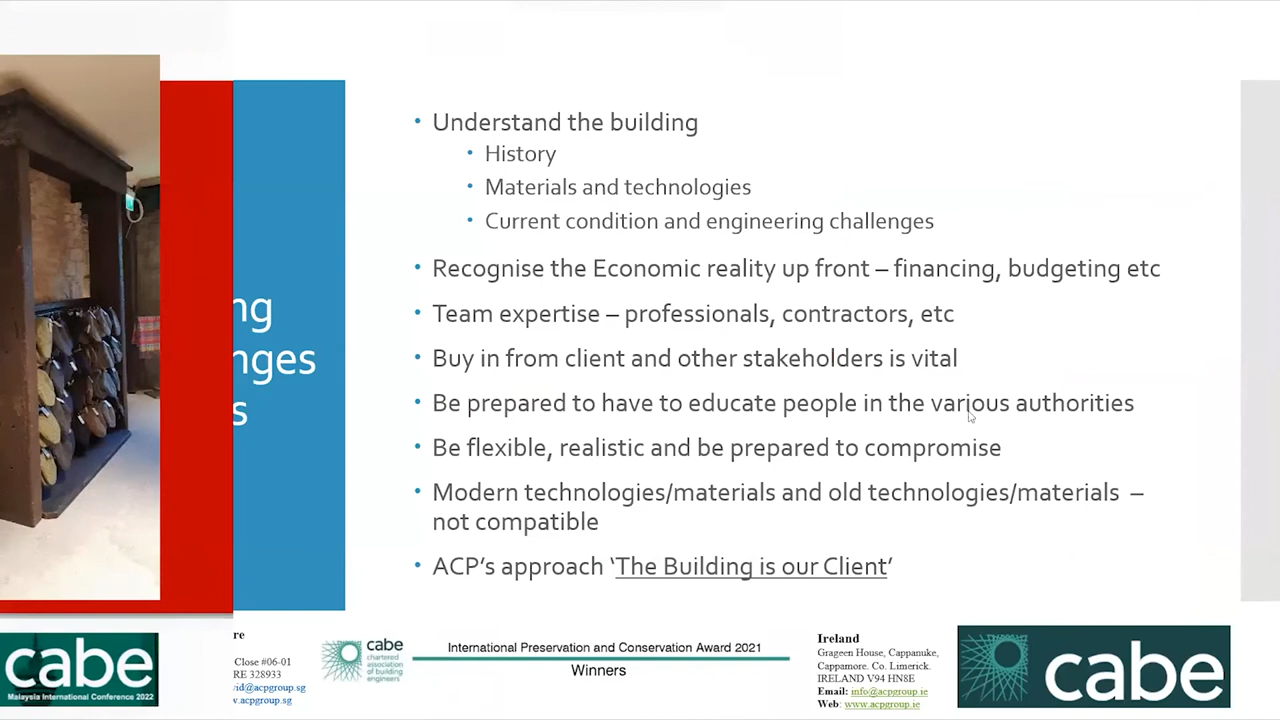 Understand the building
History
Materials and technologies
Current condition and engineering challenges
Recognise the Economic reality up front – financing, budgeting etc
Team expertise – professionals, contractors, etc
Buy in from client and other stakeholders is vital
Be prepared to have to educate people in the various authorities
Be flexible, realistic and be prepared to compromise
Modern technologies/materials and old technologies/materials –
not compatible
ACP's approach ‘The Building is our Client’
ng
nges
s
cabe
Malaysia International Conference 2022
re
Close #06-01
RE 328933
id@acpgroup.sg
v.acpgroup.sg
cabe
chartered
association of
building
engineers
International Preservation and Conservation Award 2021
Winners
Ireland
Grageen House, Cappanuke,
Cappamore. Co. Limerick.
IRELAND V94 HN8E
Email: info@acpgroup.ie
Web: www.acpgroup.ie
cabe